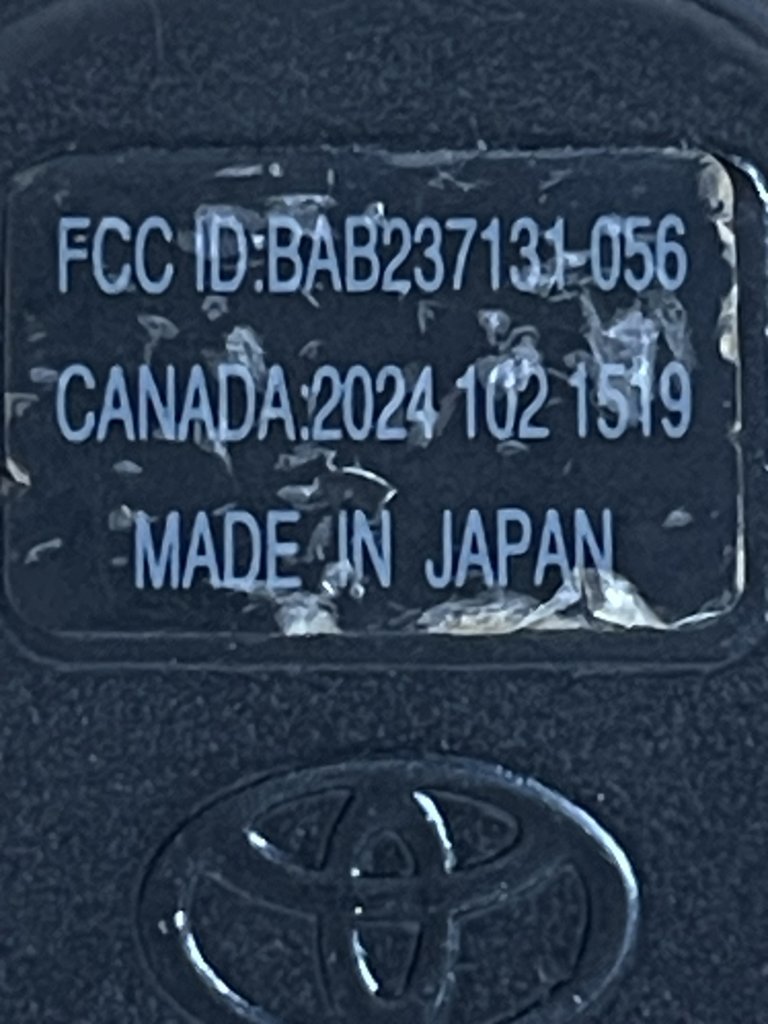 FCC ID:BAB237131-056
CANADA:2024 102 1519
MADE IN JAPAN